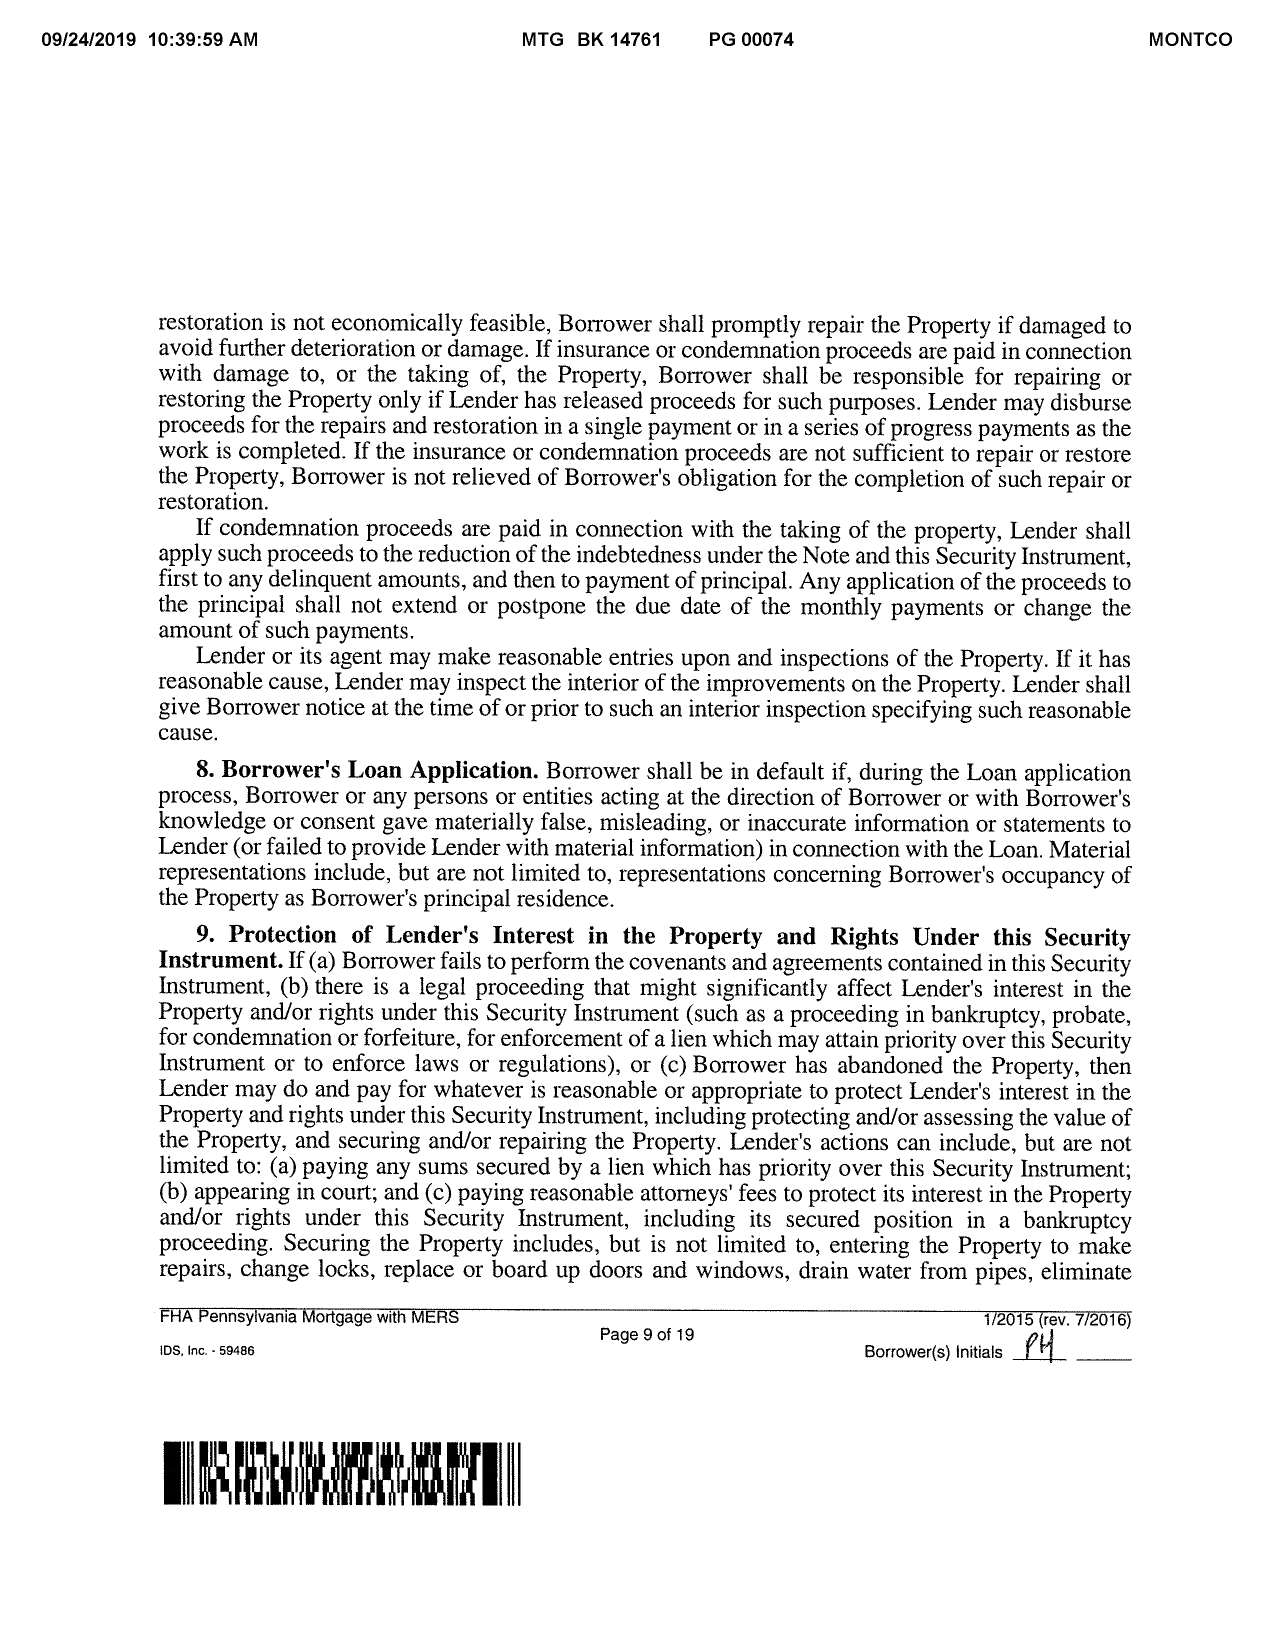 09/24/2019 10:39:59 AM MTG BK 14761 PG 00074 MONTCO
restoration is not economically feasible, Borrower shall promptly repair the Property if damaged to
avoid further deterioration or damage. If insurance or condemnation proceeds are paid in connection
with damage to, or the taking of, the Property, Borrower shall be responsible for repairing or
restoring the Property only if Lender has released proceeds for such purposes. Lender may disburse
proceeds for the repairs and restoration in a single payment or in a series of progress payments as the
work is completed. If the insurance or condemnation proceeds are not sufficient to repair or restore
the Property, Borrower is not relieved of Borrower's obligation for the completion of such repair or
restoration.
If condemnation proceeds are paid in connection with the taking of the property, Lender shall
apply such proceeds to the reduction of the indebtedness under the Note and this Security Instrument,
first to any delinquent amounts, and then to payment of principal. Any application of the proceeds to
the principal shall not extend or postpone the due date of the monthly payments or change the
amount of such payments.
Lender or its agent may make reasonable entries upon and inspections of the Property. If it has
reasonable cause, Lender may inspect the interior of the improvements on the Property. Lender shall
give Borrower notice at the time of or prior to such an interior inspection specifying such reasonable
cause.
8. Borrower's Loan Application. Borrower shall be in default if, during the Loan application
process, Borrower or any persons or entities acting at the direction of Borrower or with Borrower's
knowledge or consent gave materially false, misleading, or inaccurate information or statements to
Lender (or failed to provide Lender with material information) in connection with the Loan. Material
representations include, but are not limited to, representations concerning Borrower's occupancy of
the Property as Borrower's principal residence.
9. Protection of Lender's Interest in the Property and Rights Under this Security
Instrument. If (a) Borrower fails to perform the covenants and agreements contained in this Security
Instrument, (b) there is a legal proceeding that might significantly affect Lender's interest in the
Property and/or rights under this Security Instrument (such as a proceeding in bankruptcy, probate,
for condemnation or forfeiture, for enforcement of a lien which may attain priority over this Security
Instrument or to enforce laws or regulations), or (c) Borrower has abandoned the Property, then
Lender may do and pay for whatever is reasonable or appropriate to protect Lender's interest in the
Property and rights under this Security Instrument, including protecting and/or assessing the value of
the Property, and securing and/or repairing the Property. Lender's actions can include, but are not
limited to: (a) paying any sums secured by a lien which has priority over this Security Instrument;
(b) appearing in court; and (c) paying reasonable attorneys' fees to protect its interest in the Property
and/or rights under this Security Instrument, including its secured position in a bankruptcy
proceeding. Securing the Property includes, but is not limited to, entering the Property to make
repairs, change locks, replace or board up doors and windows, drain water from pipes, eliminate
FHA Pennsylvania Mortgage with MERS 1/2015 (rev. 7/2016)
Page 9 of 19
IDS, Inc. - 59486 Borrower(s) Initials PH